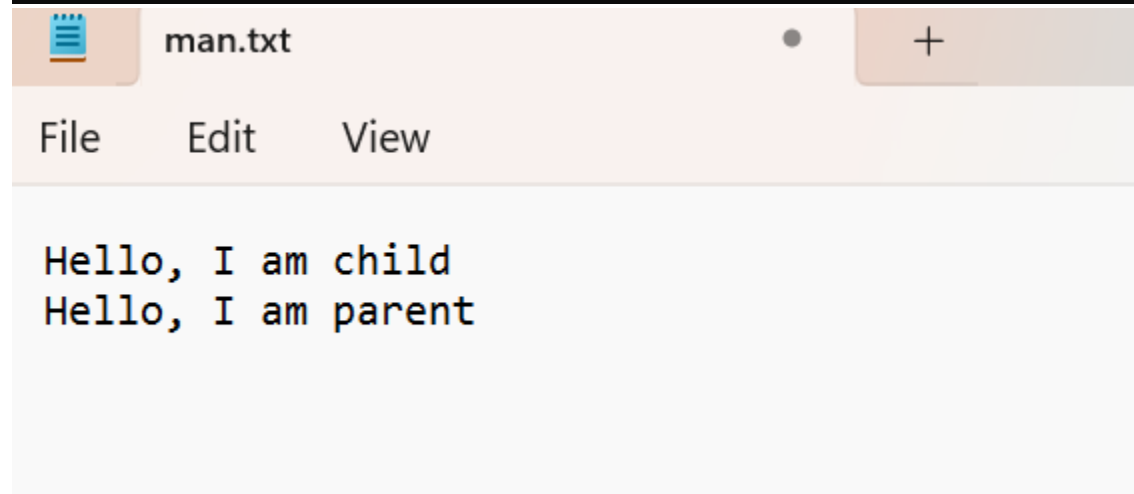 man.txt
File Edit View
Hello, I am child
Hello, I am parent